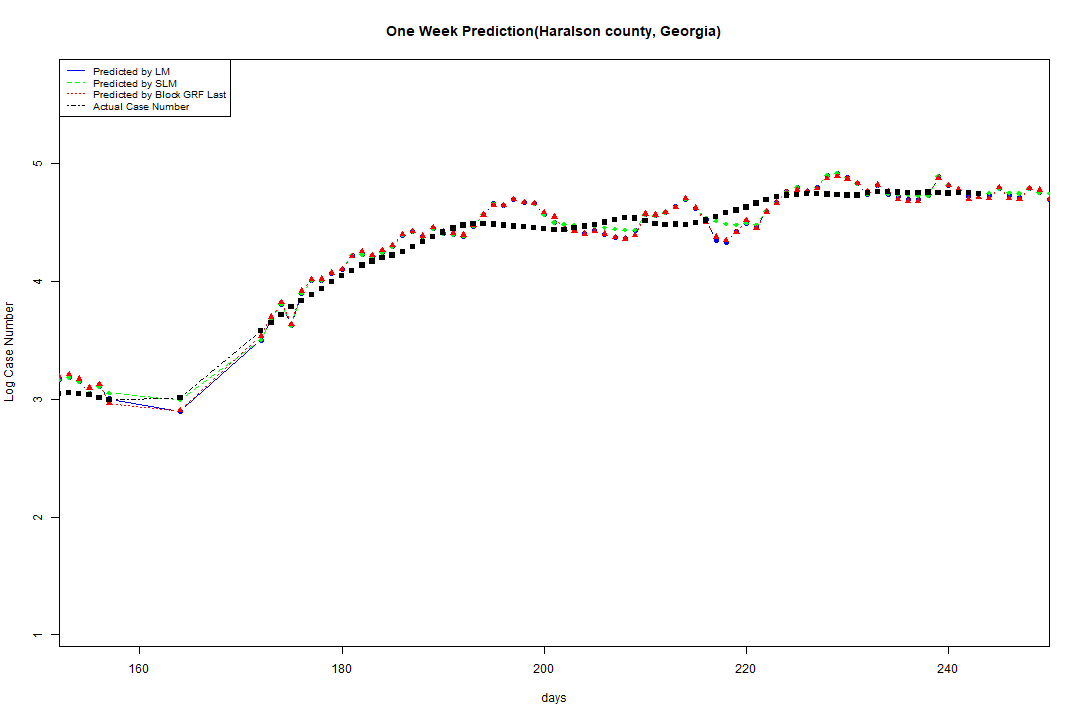 One Week Prediction(Haralson county, Georgia)
Predicted by LM
Predicted by SLM
Predicted by Block GRF Last
Actual Case Number
5
4
3
2
1
Log Case Number
160 180 200 220 240
days